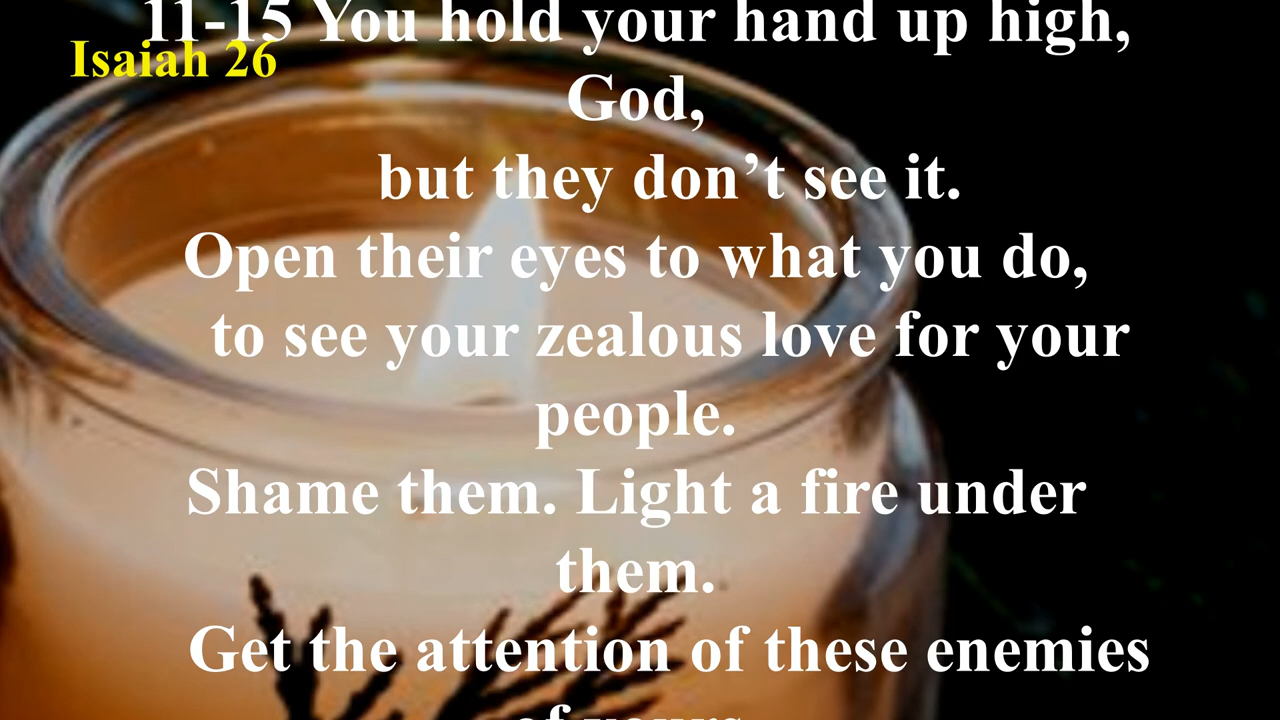 11-15 You hold your hand up high,
Isaiah 26
God,
but they don’t see it.
Open their eyes to what you do,
to see your zealous love for your
people.
Shame them. Light a fire under
them.
Get the attention of these enemies
of yours